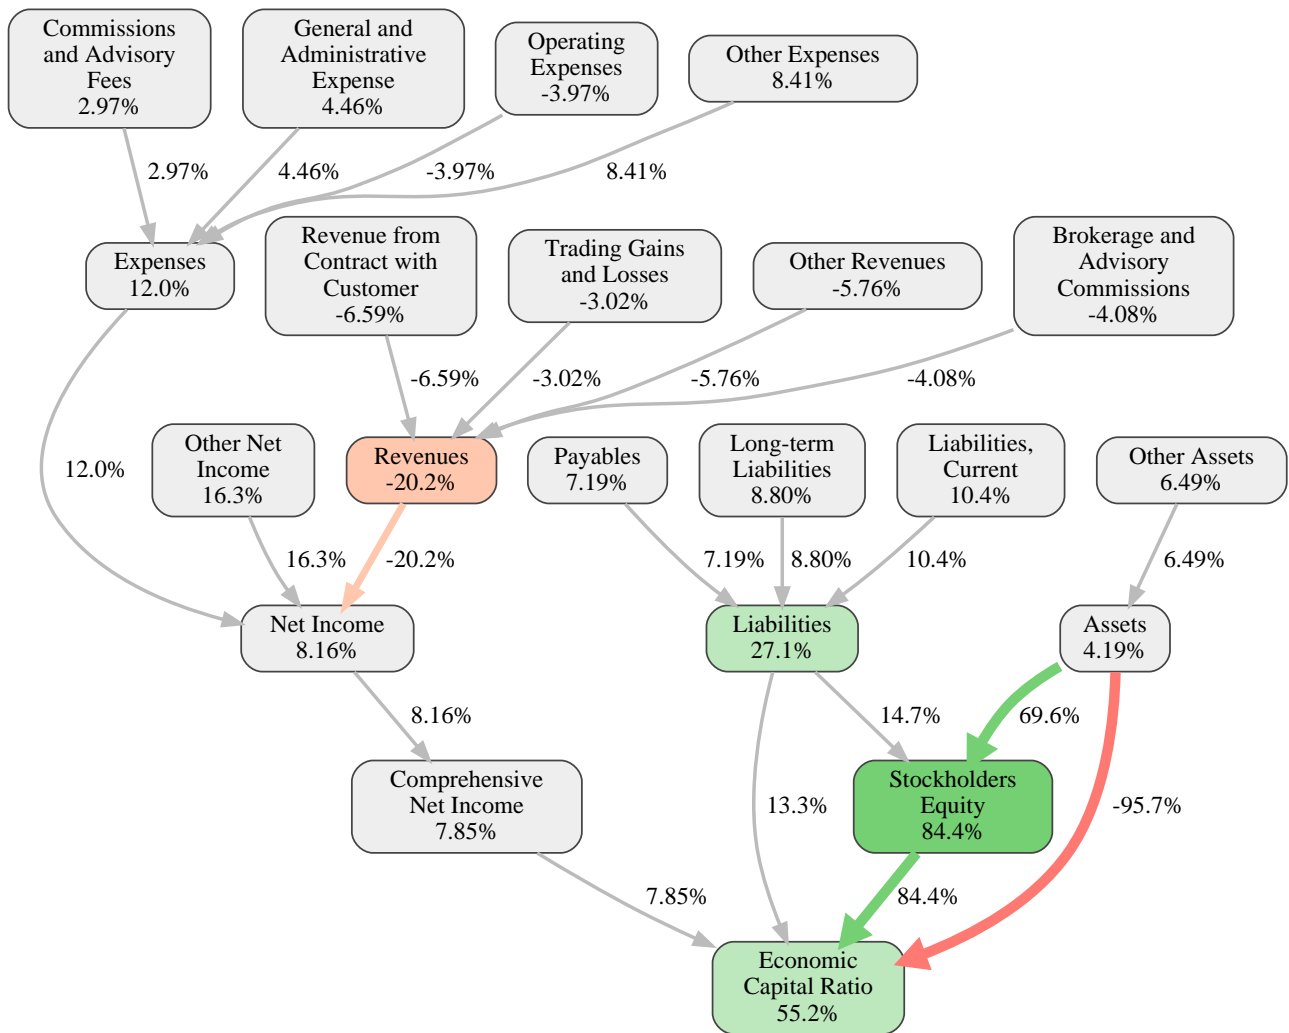 Commissions
and Advisory
Fees
2.97%
General and
Administrative
Expense
4.46%
Operating
Expenses
-3.97%
Other Expenses
8.41%
2.97%
4.46%
-3.97%
8.41%
Expenses
12.0%
Revenue from
Contract with
Customer
-6.59%
Trading Gains
and Losses
-3.02%
Other Revenues
-5.76%
Brokerage and
Advisory
Commissions
-4.08%
-6.59%
-3.02%
-5.76%
-4.08%
12.0%
Other Net
Income
16.3%
Revenues
-20.2%
Payables
7.19%
Long-term
Liabilities
8.80%
Liabilities,
Current
10.4%
Other Assets
6.49%
16.3%
-20.2%
7.19%
8.80%
10.4%
6.49%
Net Income
8.16%
Liabilities
27.1%
Assets
4.19%
8.16%
14.7%
69.6%
Comprehensive
Net Income
7.85%
13.3%
Stockholders
Equity
84.4%
-95.7%
7.85%
84.4%
Economic
Capital Ratio
55.2%